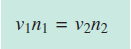 v₁n₁ = v₂n₂